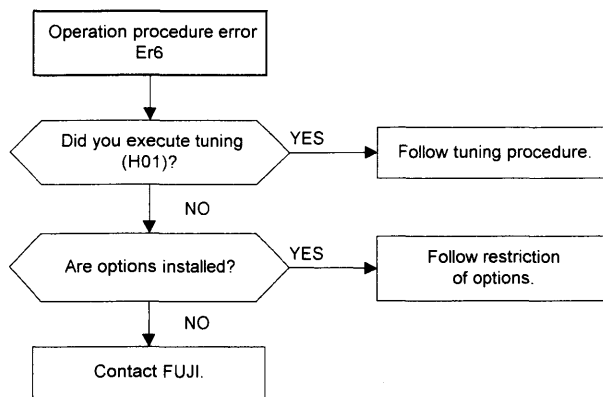 Operation procedure error
Er6
Did you execute tuning
(H01)?
YES
Follow tuning procedure.
NO
Are options installed?
YES
Follow restriction
of options.
NO
Contact FUJI.